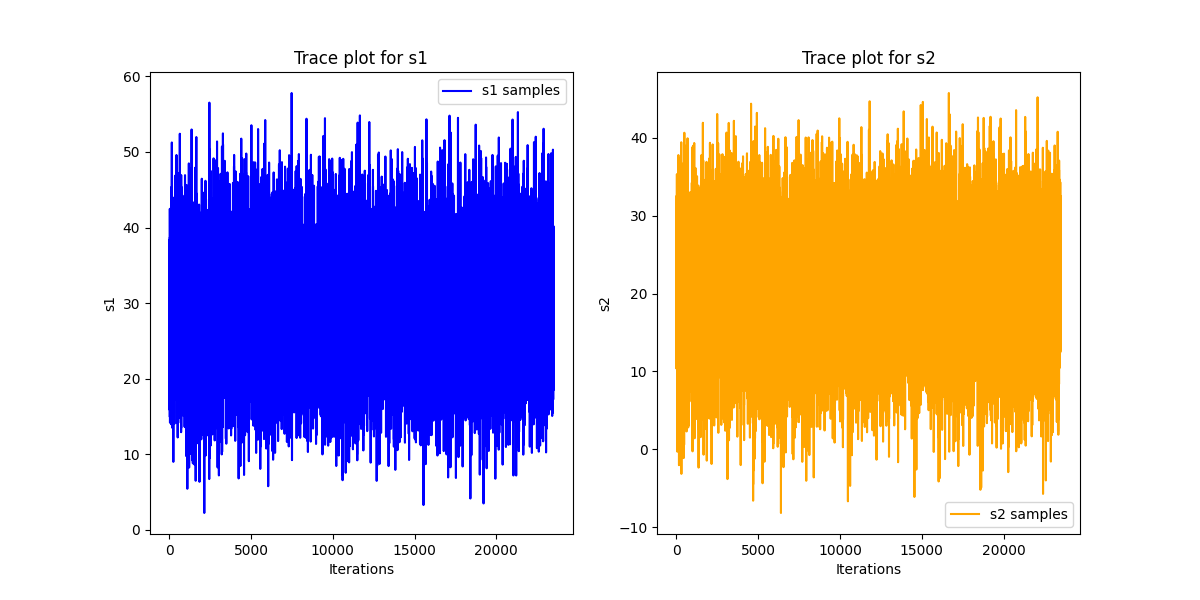 Trace plot for s1
60
50
40
30
20
10
0
s1
s1 samples
0 5000 10000 15000 20000
Iterations
Trace plot for s2
40
30
20
10
0
−10
s2
s2 samples
0 5000 10000 15000 20000
Iterations